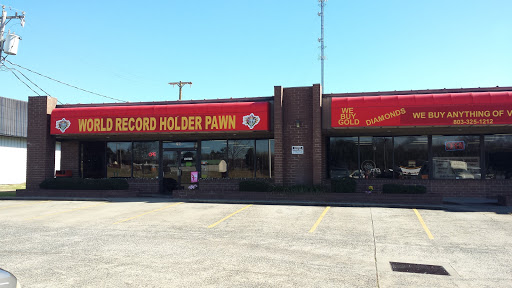 WORLD RECORD HOLDER PAWN
WE BUY GOLD
DIAMONDS
WE BUY ANYTHING OF V
803-325-1212